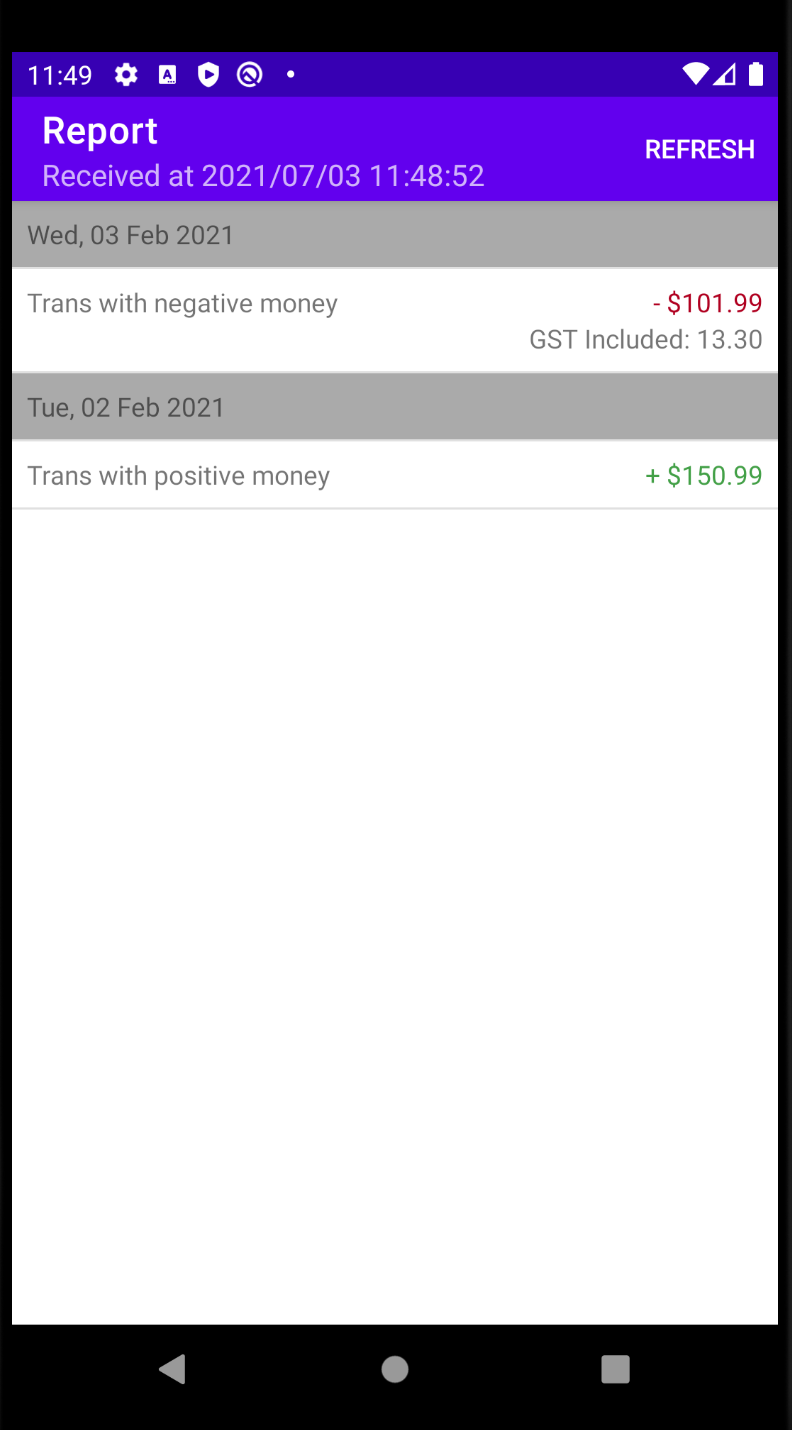 11:49
Report
Received at 2021/07/03 11:48:52
REFRESH
Wed, 03 Feb 2021
Trans with negative money - $101.99
GST Included: 13.30
Tue, 02 Feb 2021
Trans with positive money + $150.99